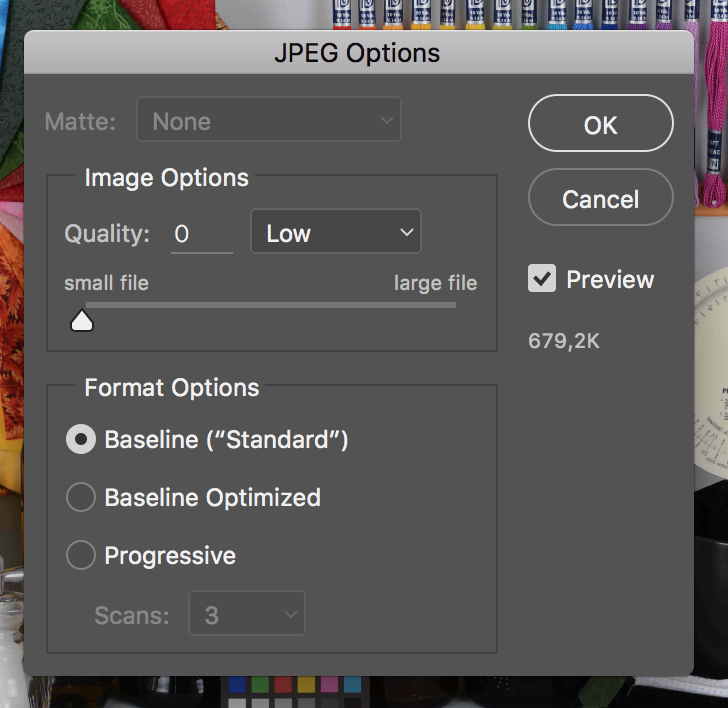 JPEG Options
Matte: None
OK
Image Options
Cancel
Quality: 0 Low
small file large file
Preview
679,2K
Format Options
Baseline (“Standard”)
Baseline Optimized
Progressive
Scans: 3